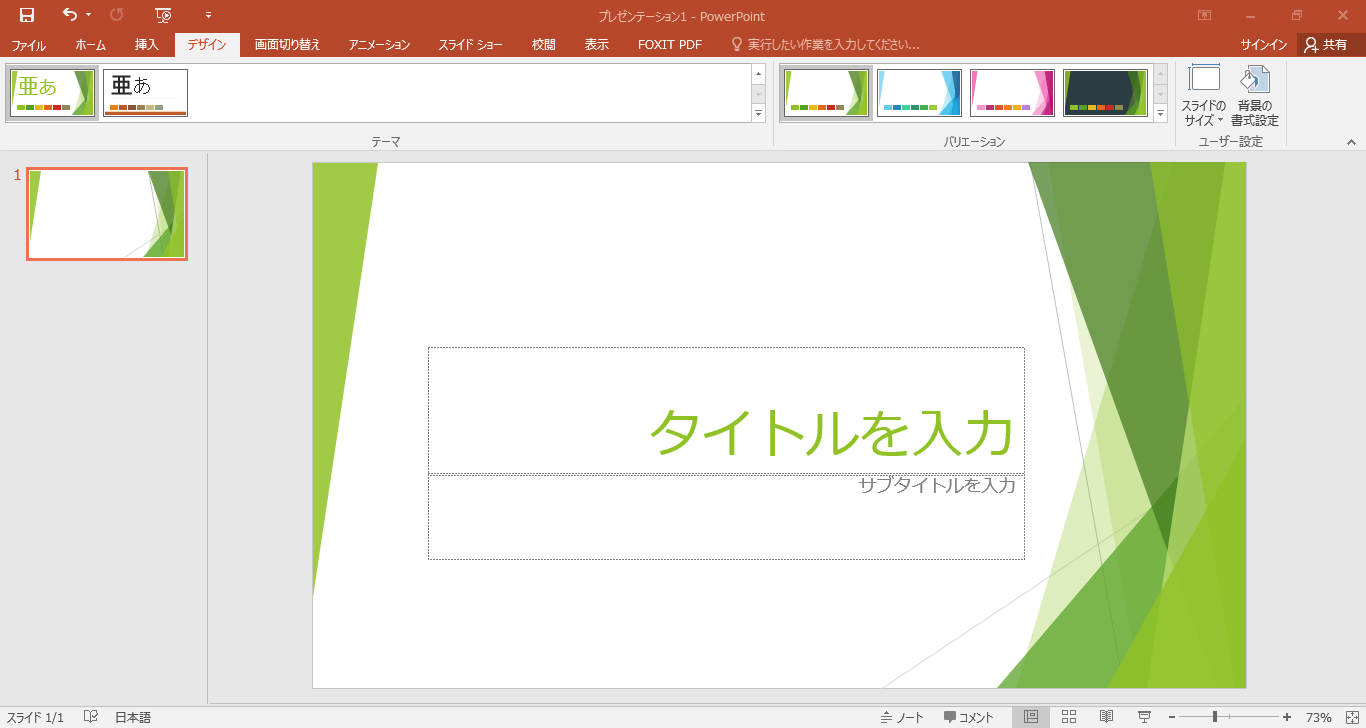 プレゼンテーション1 - PowerPoint
ファイル ホーム 挿入 デザイン 画面切り替え アニメーション スライド ショー 校閲 表示 FOXIT PDF 実行したい作業を入力してください... サインイン 共有
亜あ 亜あ
スライドの サイズ 背景の 書式設定
テーマ バリエーション ユーザー設定
1
タイトルを入力
サブタイトルを入力
スライド 1/1 日本語 ノート コメント 73%